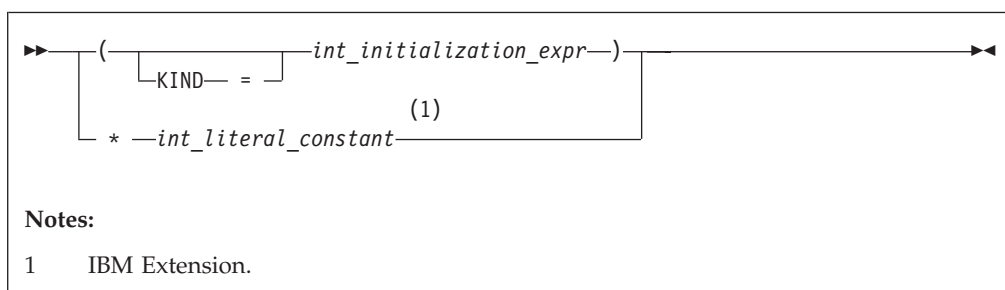 ( int_initialization_expr )
KIND =
(1)
* int_literal_constant
Notes:
1 IBM Extension.